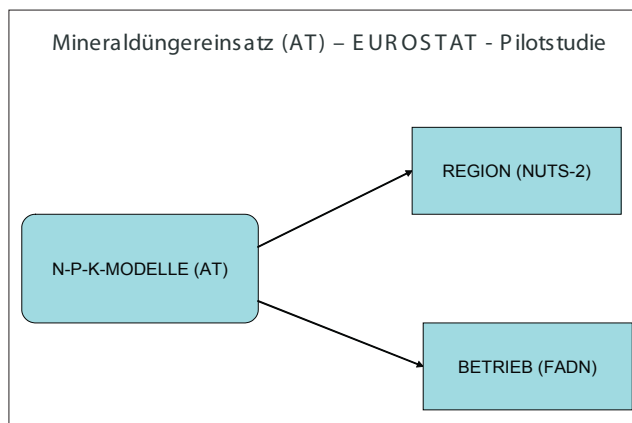 Mineraldüngereinsatz (AT) – EUROSTAT - Pilotstudie
REGION (NUTS-2)
N-P-K-MODELLE (AT)
BETRIEB (FADN)